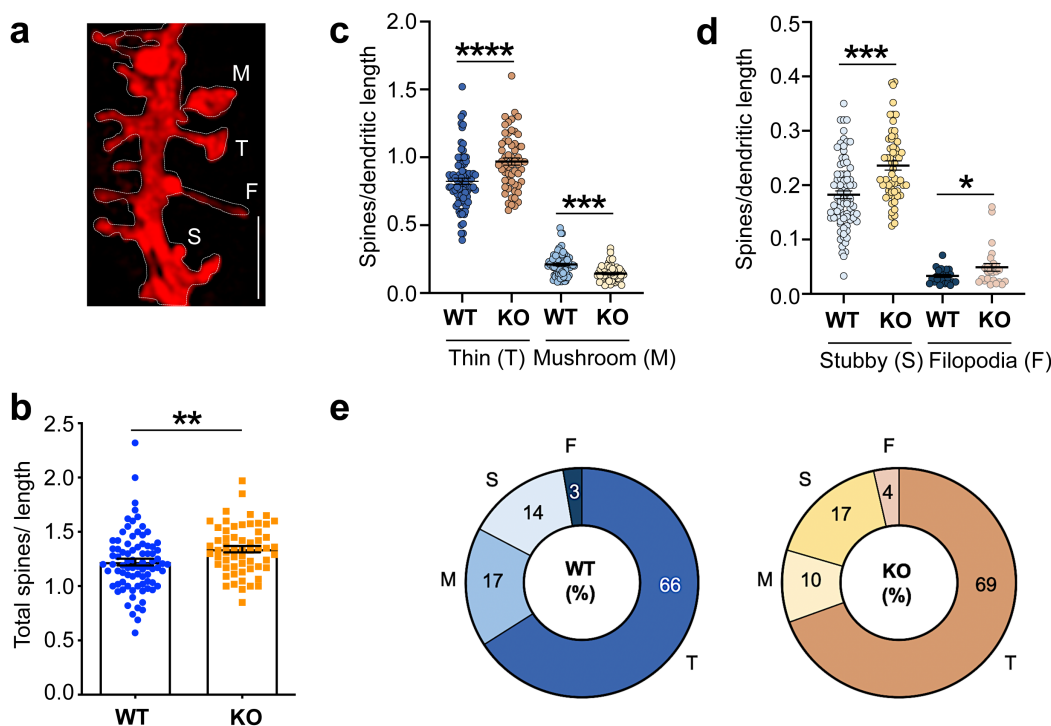 a
M
T
F
S
b
Total spines/ length
2.5
2.0
1.5
1.0
0.5
0.0
**
WT
KO
c
Spines/dendritic length
2.0
1.5
1.0
0.5
0.0
****
***
WT KO WT KO
Thin (T) Mushroom (M)
d
Spines/dendritic length
0.5
0.4
0.3
0.2
0.1
0.0
***
*
WT KO WT KO
Stubby (S) Filopodia (F)
e
F
S
M
T
3
14
17
66
WT
(%)
F
S
M
T
4
17
10
69
KO
(%)